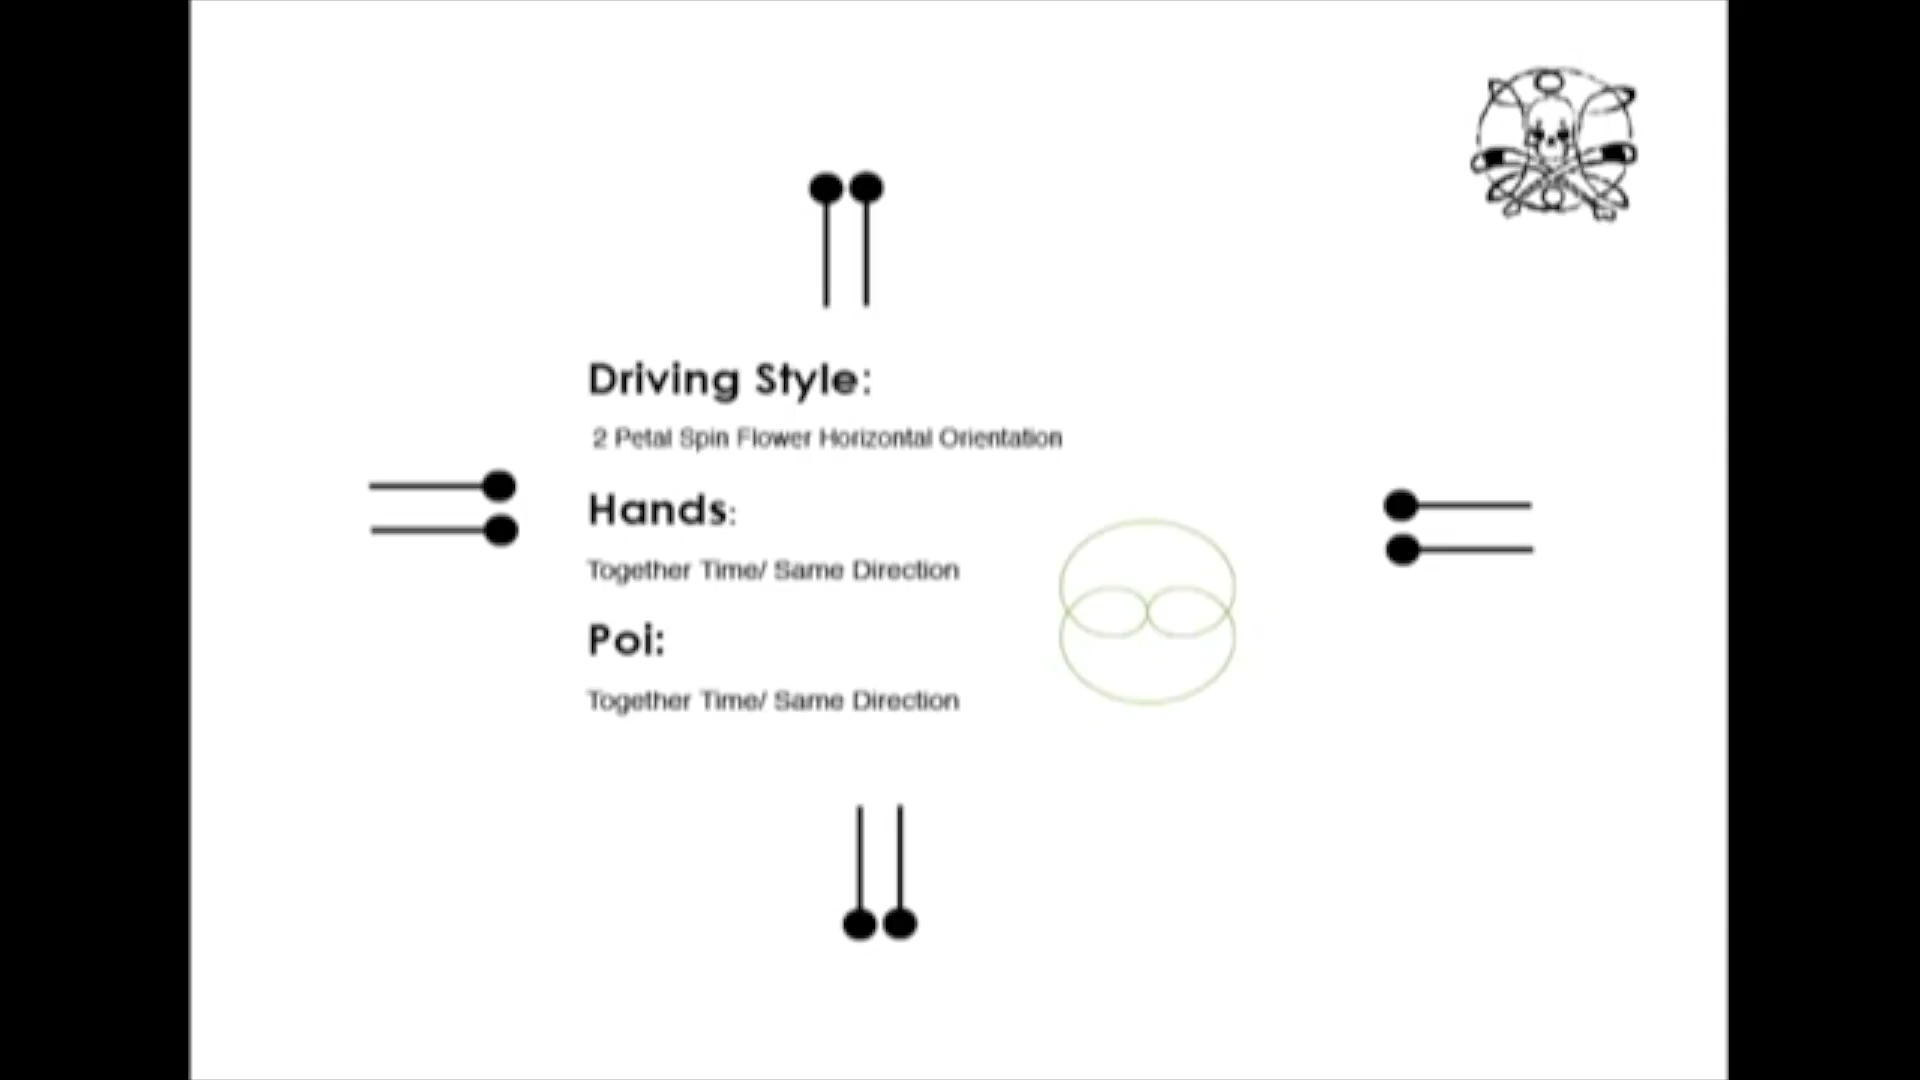 Driving Style:
2 Petal Spin Flower Horizontal Orientation
Hands:
Together Time/ Same Direction
Poi:
Together Time/ Same Direction